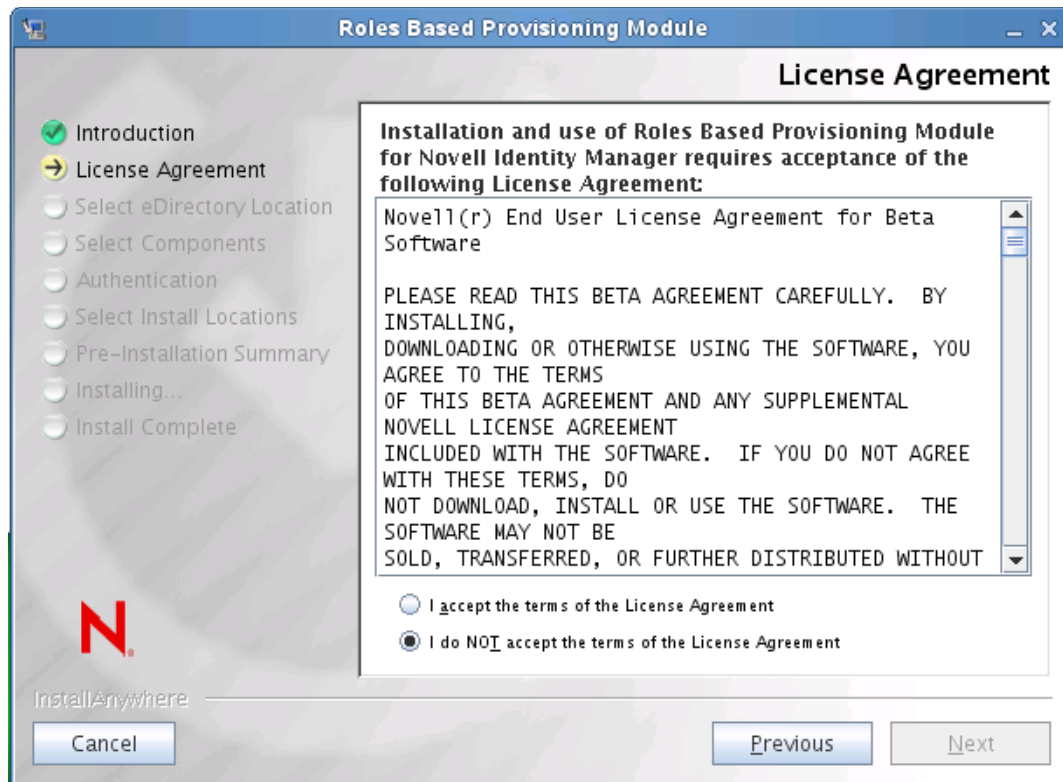 Roles Based Provisioning Module
License Agreement
Introduction
License Agreement
Select eDirectory Location
Select Components
Authentication
Select Install Locations
Pre-Installation Summary
Installing...
Install Complete
Installation and use of Roles Based Provisioning Module
for Novell Identity Manager requires acceptance of the
following License Agreement:
Novell(r) End User License Agreement for Beta
Software
PLEASE READ THIS BETA AGREEMENT CAREFULLY.  BY
INSTALLING,
DOWNLOADING OR OTHERWISE USING THE SOFTWARE, YOU
AGREE TO THE TERMS
OF THIS BETA AGREEMENT AND ANY SUPPLEMENTAL
NOVELL LICENSE AGREEMENT
INCLUDED WITH THE SOFTWARE.  IF YOU DO NOT AGREE
WITH THESE TERMS, DO
NOT DOWNLOAD, INSTALL OR USE THE SOFTWARE.  THE
SOFTWARE MAY NOT BE
SOLD, TRANSFERRED, OR FURTHER DISTRIBUTED WITHOUT
I accept the terms of the License Agreement
I do NOT accept the terms of the License Agreement
N®
InstallAnywhere
Cancel
Previous
Next